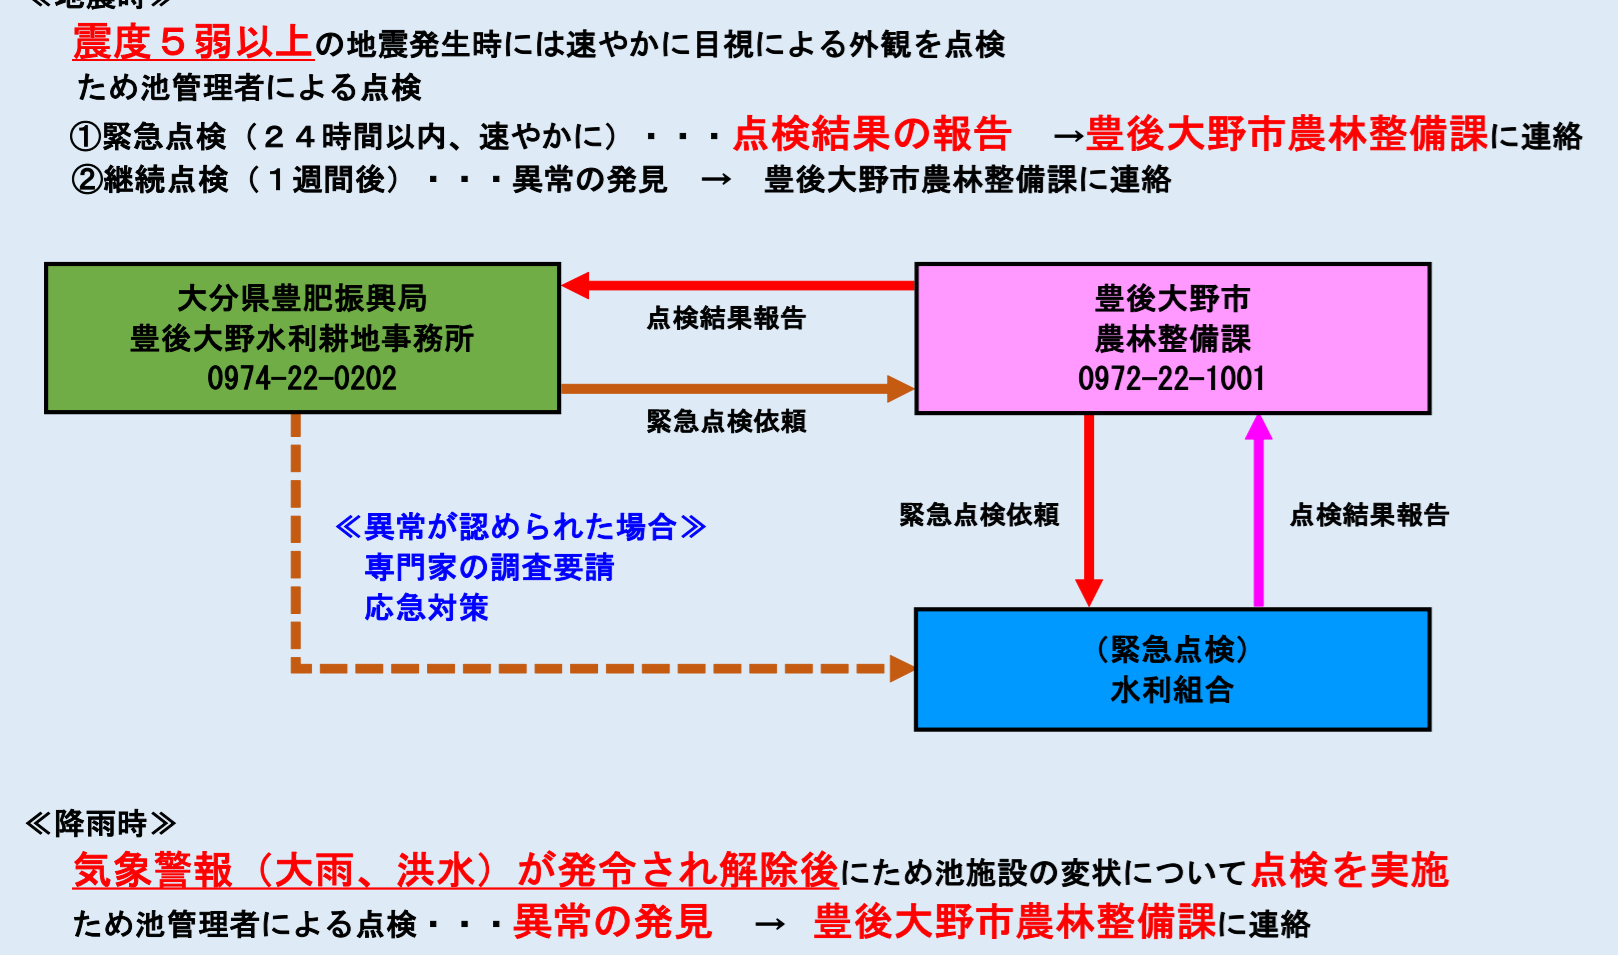 ≪地震時≫
震度５弱以上の地震発生時には速やかに目視による外観を点検
ため池管理者による点検
①緊急点検（２４時間以内、速やかに）・・・点検結果の報告　→豊後大野市農林整備課に連絡
②継続点検（１週間後）・・・異常の発見　→　豊後大野市農林整備課に連絡
大分県豊肥振興局
豊後大野水利耕地事務所
0974-22-0202
点検結果報告
緊急点検依頼
豊後大野市
農林整備課
0972-22-1001
≪異常が認められた場合≫
専門家の調査要請
応急対策
緊急点検依頼
点検結果報告
（緊急点検）
水利組合
≪降雨時≫
気象警報（大雨、洪水）が発令され解除後にため池施設の変状について点検を実施
ため池管理者による点検・・・異常の発見　→　豊後大野市農林整備課に連絡